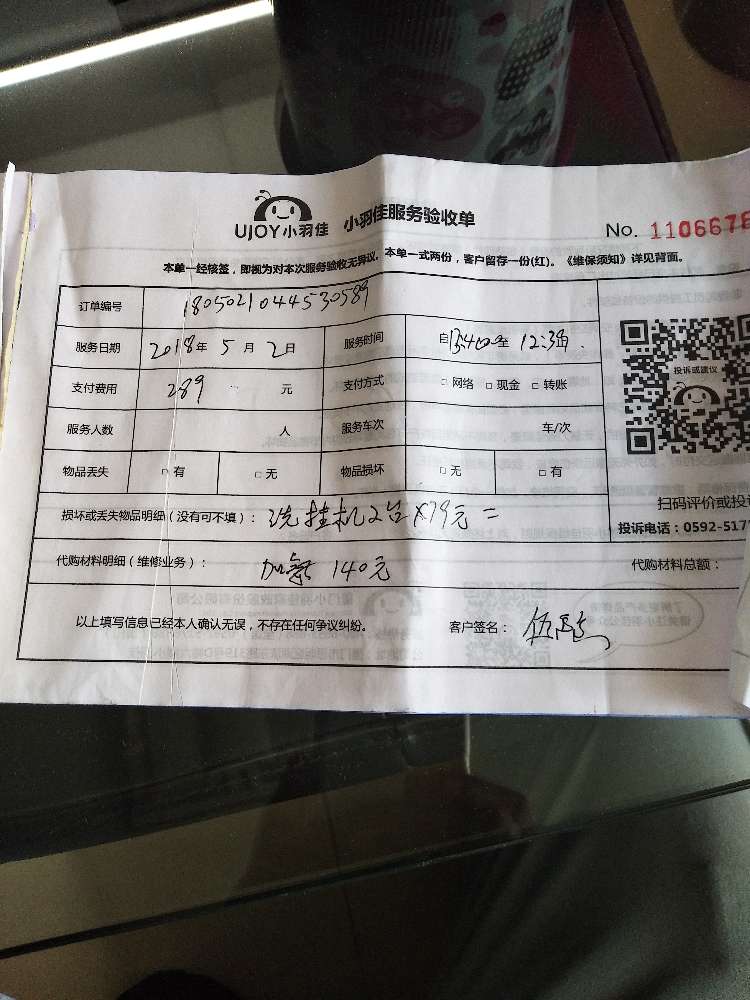 UJOY小羽佳 小羽佳服务验收单
No. 1106678
本单一经核签，即视为对本次服务验收无异议。本单一式两份，客户留存一份(红)。《维保须知》详见背面。
订单编号 1805021044530589
服务日期 2018年 5月 2日 服务时间 自 至 12:30
支付费用 289 元 支付方式 □网络 □现金 □转账
服务人数 人 服务车次 车/次
物品丢失 □有 □无 物品损坏 □无 □有
投诉或建议
扫码评价或投
投诉电话：0592-517
损坏或丢失物品明细（没有可不填）：洗挂机2台×79元=
代购材料明细（维修业务）：加氨 140元 代购材料总额：
以上填写信息已经本人确认无误，不存在任何争议纠纷。 客户签名：